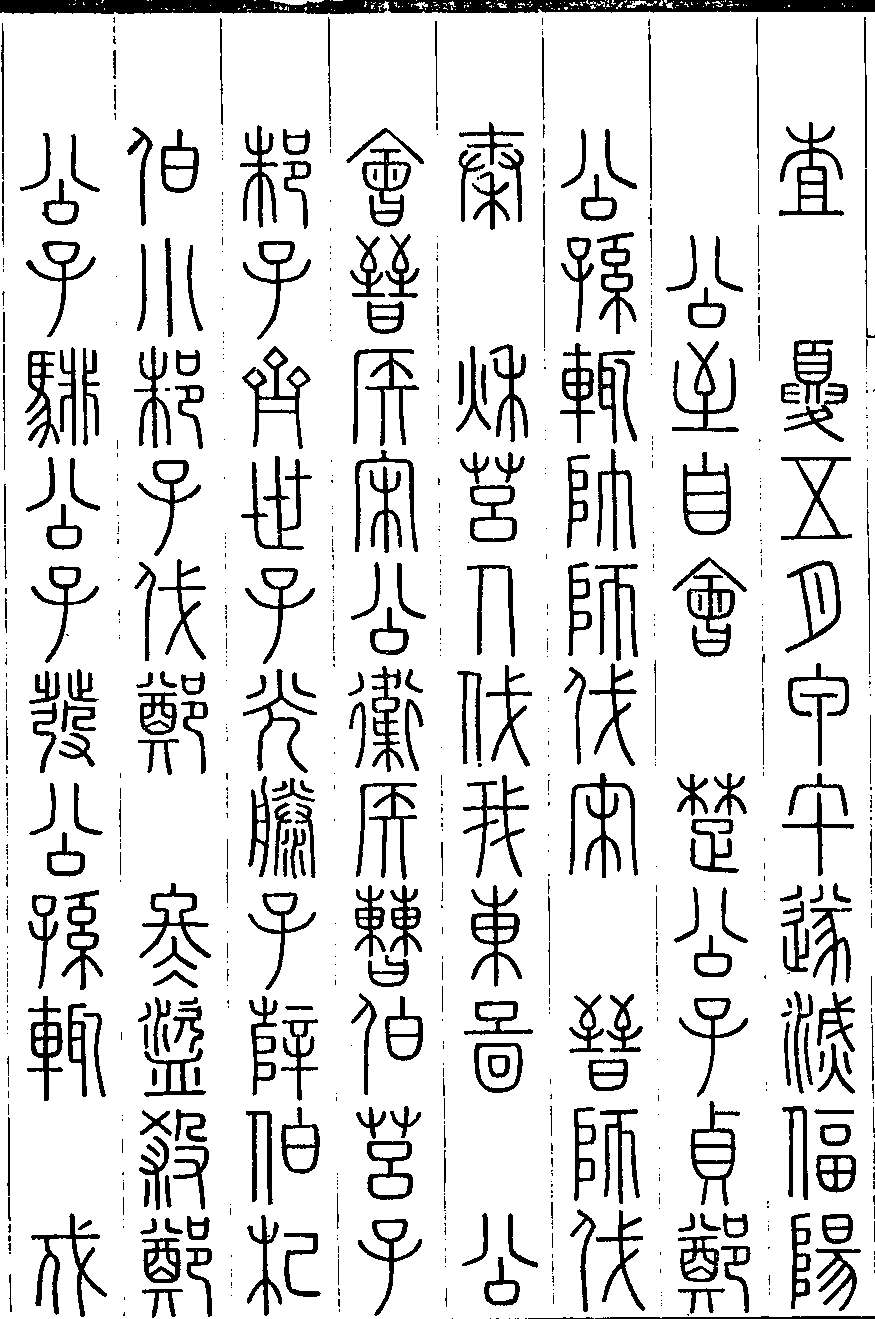 査 夏五月甲午遂滅偪陽
公至自會 楚公子貞鄭
公孫輒帥師伐宋 晉師伐
秦 秋莒人伐我東啚 公
會晉侯宋公衛侯曹伯莒子
邾子齊世子光滕子薛伯杞
伯小邾子伐鄭 冬盜殺鄭
公子騑公子發公孫輒 戍